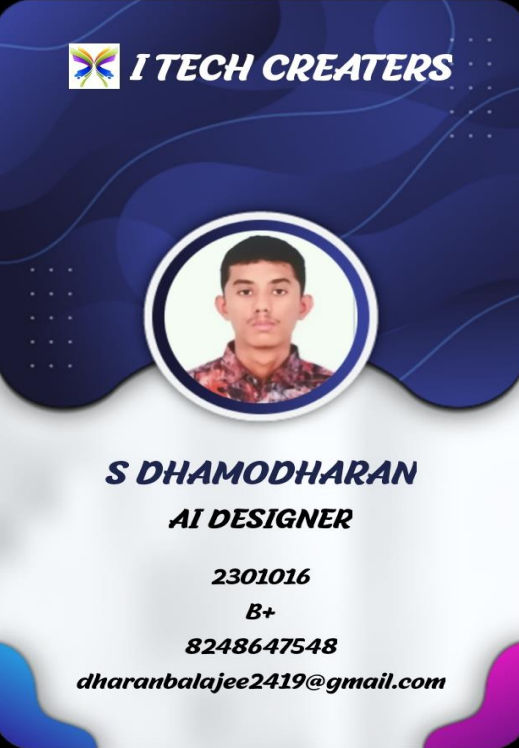 I TECH CREATERS
S DHAMODHARAN
AI DESIGNER
2301016
B+
8248647548
dharanbalajee2419@gmail.com